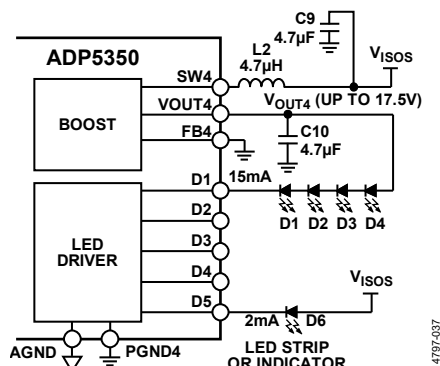 C9
4.7µF
ADP5350
L2
4.7µH
VISOS
SW4
VOUT4
VOUT4 (UP TO 17.5V)
BOOST
FB4
C10
4.7µF
D1
15mA
D2
D1 D2 D3 D4
LED
DRIVER
D3
D4
VISOS
D5
2mA
D6
AGND
PGND4
LED STRIP
OR INDICATOR
4797-037